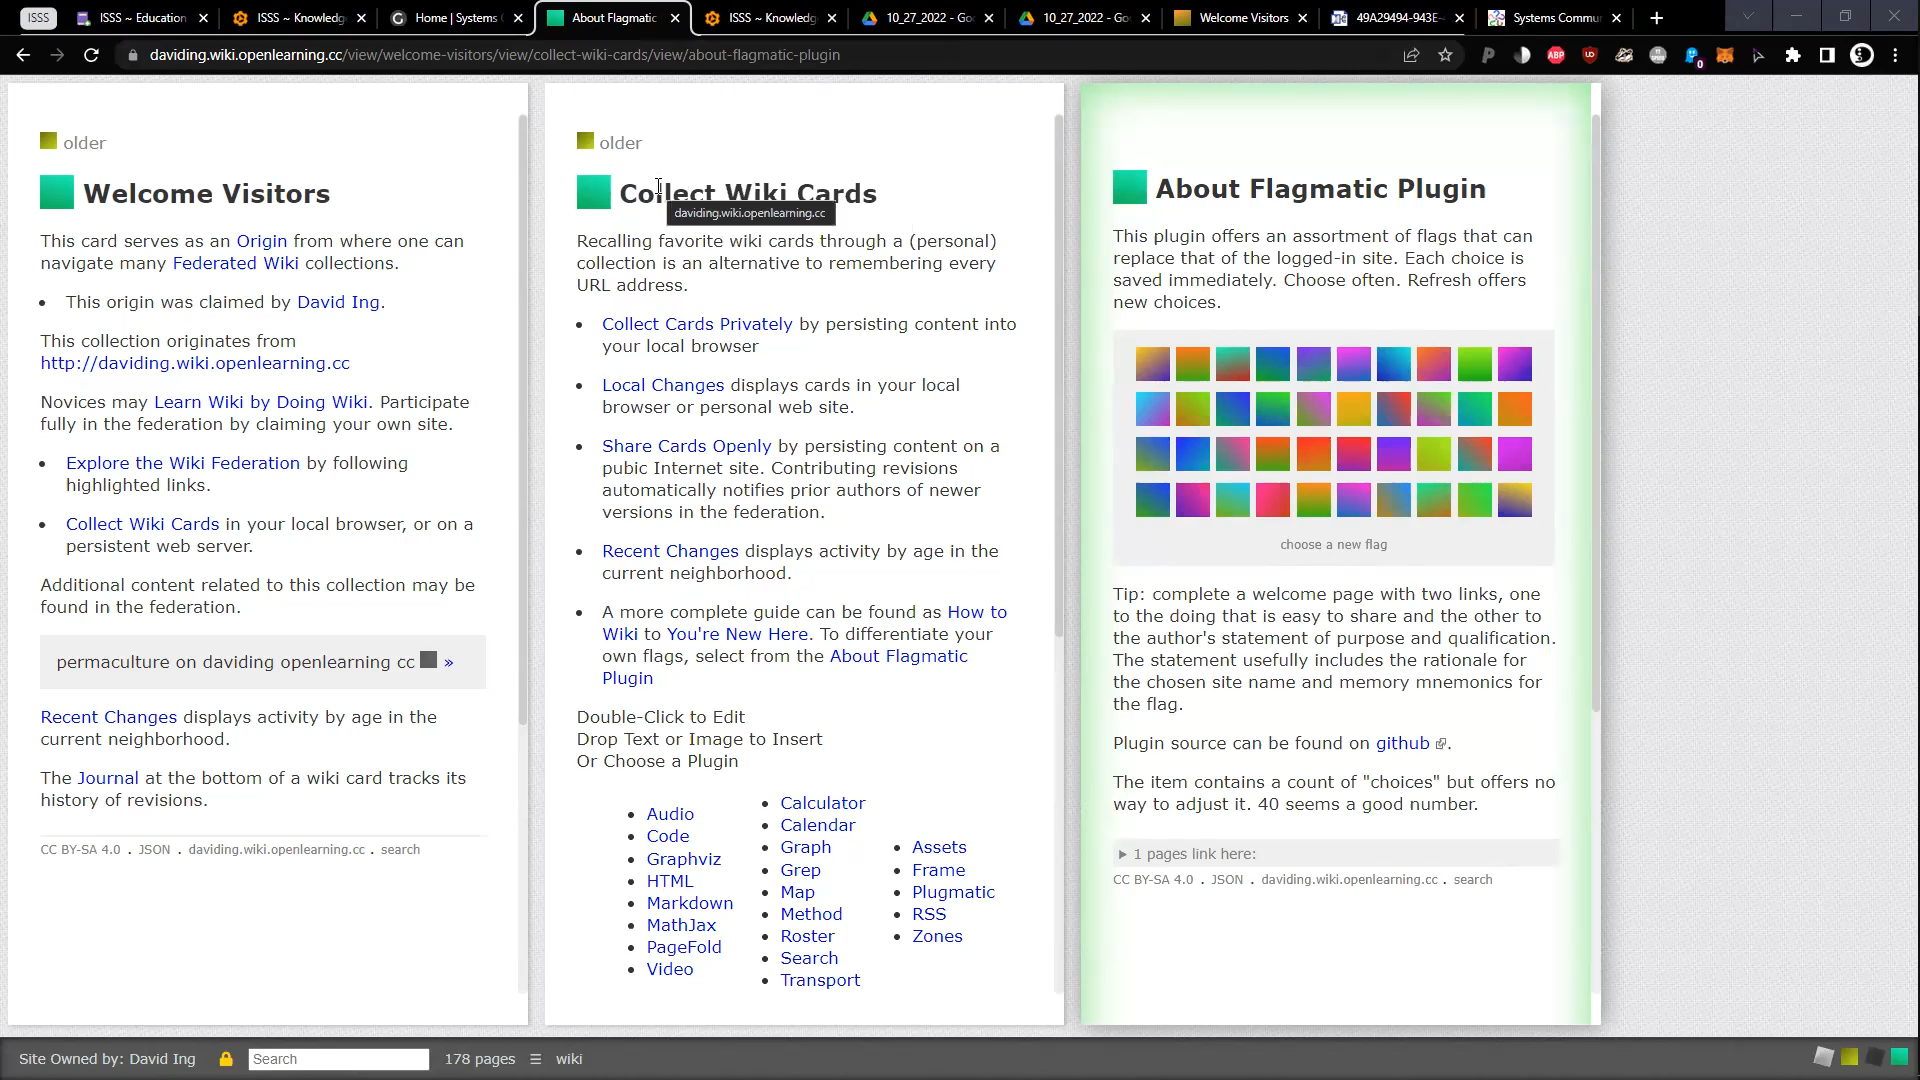 ISSS
ISSS ~ Education
ISSS ~ Knowledg
Home | Systems
About Flagmatic
ISSS ~ Knowledg
10_27_2022 - Go
10_27_2022 - Go
Welcome Visitors
49A29494-943E-
Systems Commu
daviding.wiki.openlearning.cc/view/welcome-visitors/view/collect-wiki-cards/view/about-flagmatic-plugin
older
Welcome Visitors
This card serves as an Origin from where one can
navigate many Federated Wiki collections.
This origin was claimed by David Ing.
This collection originates from
http://daviding.wiki.openlearning.cc
Novices may Learn Wiki by Doing Wiki. Participate
fully in the federation by claiming your own site.
Explore the Wiki Federation by following
highlighted links.
Collect Wiki Cards in your local browser, or on a
persistent web server.
Additional content related to this collection may be
found in the federation.
permaculture on daviding openlearning cc »
Recent Changes displays activity by age in the
current neighborhood.
The Journal at the bottom of a wiki card tracks its
history of revisions.
CC BY-SA 4.0 . JSON . daviding.wiki.openlearning.cc . search
older
Collect Wiki Cards
daviding.wiki.openlearning.cc
Recalling favorite wiki cards through a (personal)
collection is an alternative to remembering every
URL address.
Collect Cards Privately by persisting content into
your local browser
Local Changes displays cards in your local
browser or personal web site.
Share Cards Openly by persisting content on a
pubic Internet site. Contributing revisions
automatically notifies prior authors of newer
versions in the federation.
Recent Changes displays activity by age in the
current neighborhood.
A more complete guide can be found as How to
Wiki to You're New Here. To differentiate your
own flags, select from the About Flagmatic
Plugin
Double-Click to Edit
Drop Text or Image to Insert
Or Choose a Plugin
Audio
Code
Graphviz
HTML
Markdown
MathJax
PageFold
Video
Calculator
Calendar
Graph
Grep
Map
Method
Roster
Search
Transport
Assets
Frame
Plugmatic
RSS
Zones
About Flagmatic Plugin
This plugin offers an assortment of flags that can
replace that of the logged-in site. Each choice is
saved immediately. Choose often. Refresh offers
new choices.
choose a new flag
Tip: complete a welcome page with two links, one
to the doing that is easy to share and the other to
the author's statement of purpose and qualification.
The statement usefully includes the rationale for
the chosen site name and memory mnemonics for
the flag.
Plugin source can be found on github.
The item contains a count of "choices" but offers no
way to adjust it. 40 seems a good number.
1 pages link here:
CC BY-SA 4.0 . JSON . daviding.wiki.openlearning.cc . search
Site Owned by: David Ing
Search
178 pages
wiki